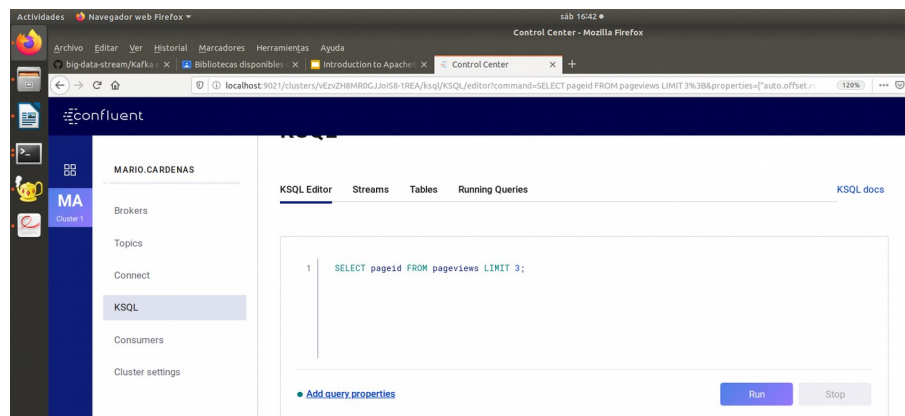 Actividades Navegador web Firefox ▾ sáb 16:42
Control Center - Mozilla Firefox
Archivo Editar Ver Historial Marcadores Herramientas Ayuda
big-data-stream/Kafka Bibliotecas disponibles Introduction to Apache Control Center
localhost:9021/clusters/vEzvZH8MR0GJJoiS8-1REA/ksql/KSQL/editor?command=SELECT pageid FROM pageviews LIMIT 3%3B&properties={"auto.offset.re 120%
confluent
KSQL
MARIO.CARDENAS
KSQL Editor Streams Tables Running Queries KSQL docs
MA
Cluster 1
Brokers
Topics
1 SELECT pageid FROM pageviews LIMIT 3;
Connect
KSQL
Consumers
Cluster settings
Add query properties Run Stop